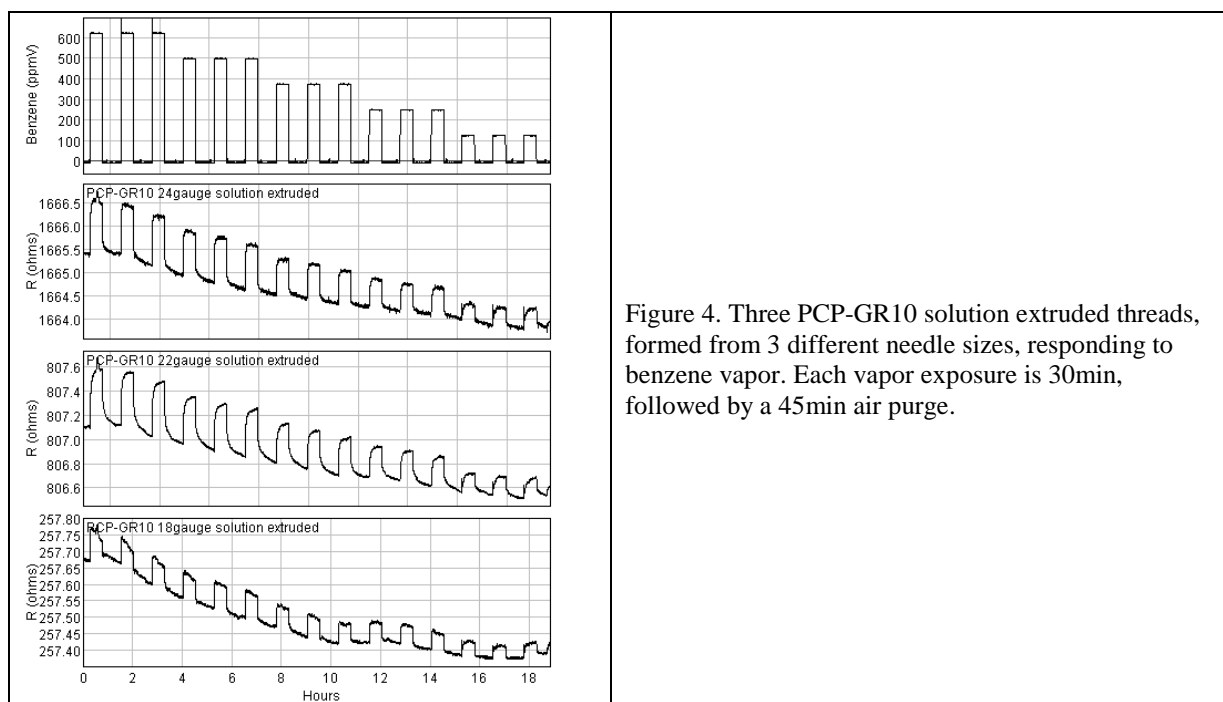 Benzene (ppmV)
600
500
400
300
200
100
0
PCP-GR10 24gauge solution extruded
R (ohms)
1666.5
1666.0
1665.5
1665.0
1664.5
1664.0
PCP-GR10 22gauge solution extruded
R (ohms)
807.6
807.2
807.0
806.8
806.6
PCP-GR10 18gauge solution extruded
R (ohms)
257.80
257.75
257.70
257.65
257.60
257.55
257.50
257.45
257.40
0 2 4 6 8 10 12 14 16 18
Hours
Figure 4. Three PCP-GR10 solution extruded threads,
formed from 3 different needle sizes, responding to
benzene vapor. Each vapor exposure is 30min,
followed by a 45min air purge.